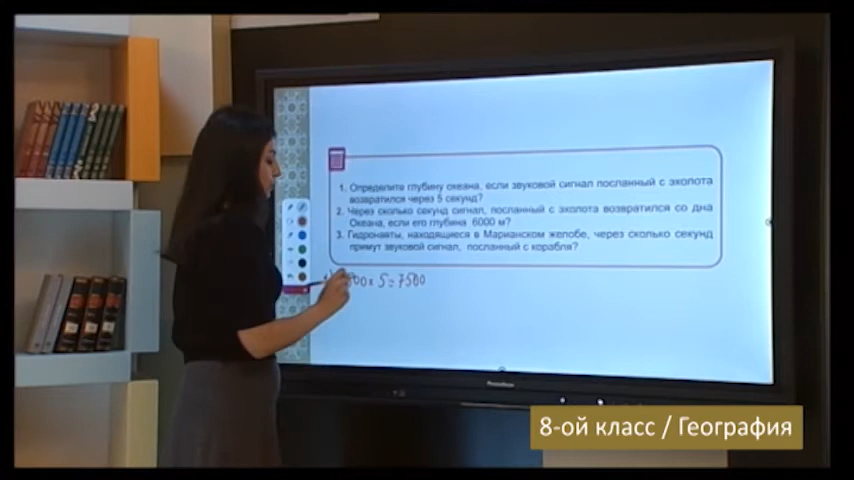 1. Определите глубину океана, если звуковой сигнал посланный с эхолота
возвратился через 5 секунд?
2. Через сколько секунд сигнал, посланный с эхолота возвратился со дна
Океана, если его глубина 6000 м?
3. Гидронавты, находящиеся в Марианском желобе, через сколько секунд
примут звуковой сигнал, посланный с корабля?
00 x 5 = 7500
8-ой класс / География